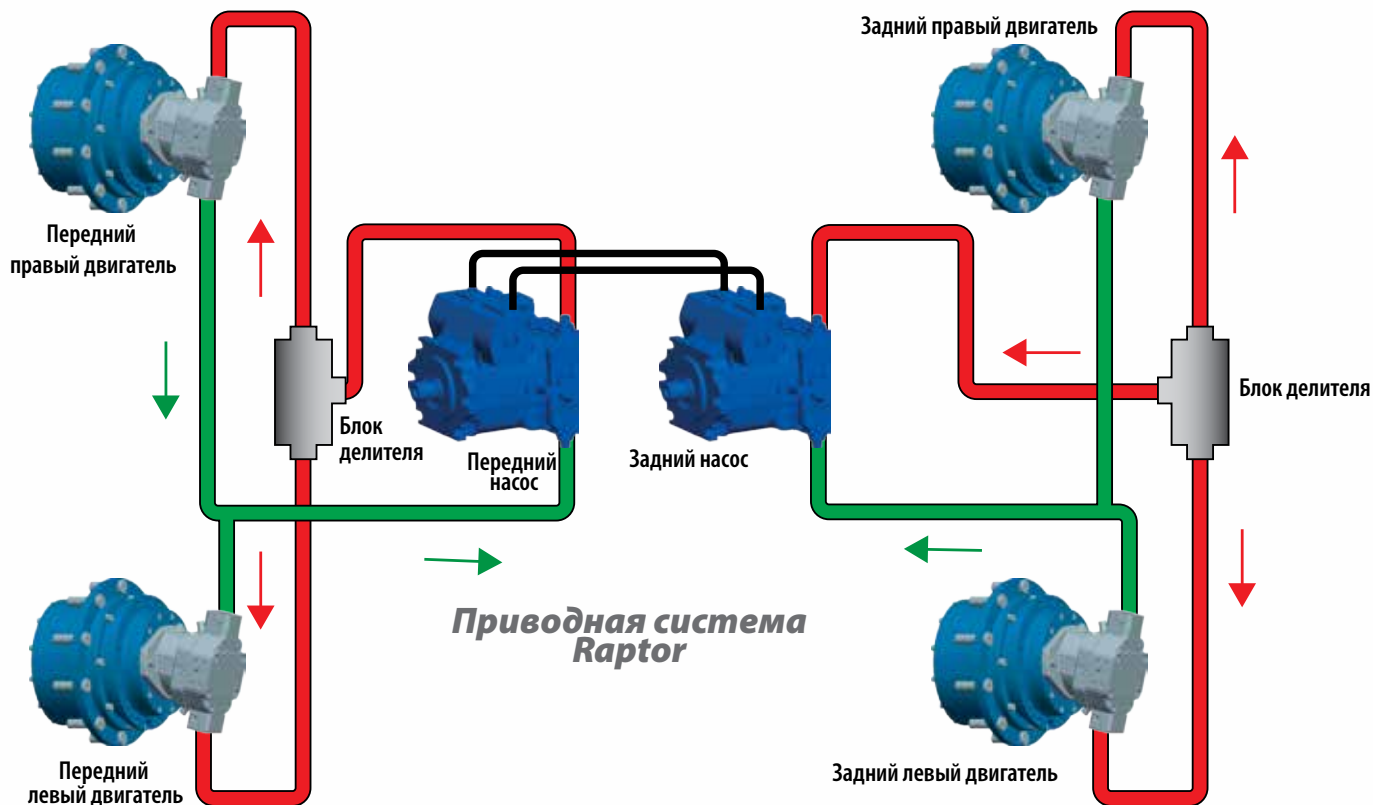 Задний правый двигатель
Передний
правый двигатель
Блок делителя
Блок
делителя
Передний
насос
Задний насос
Приводная система
Raptor
Передний
левый двигатель
Задний левый двигатель